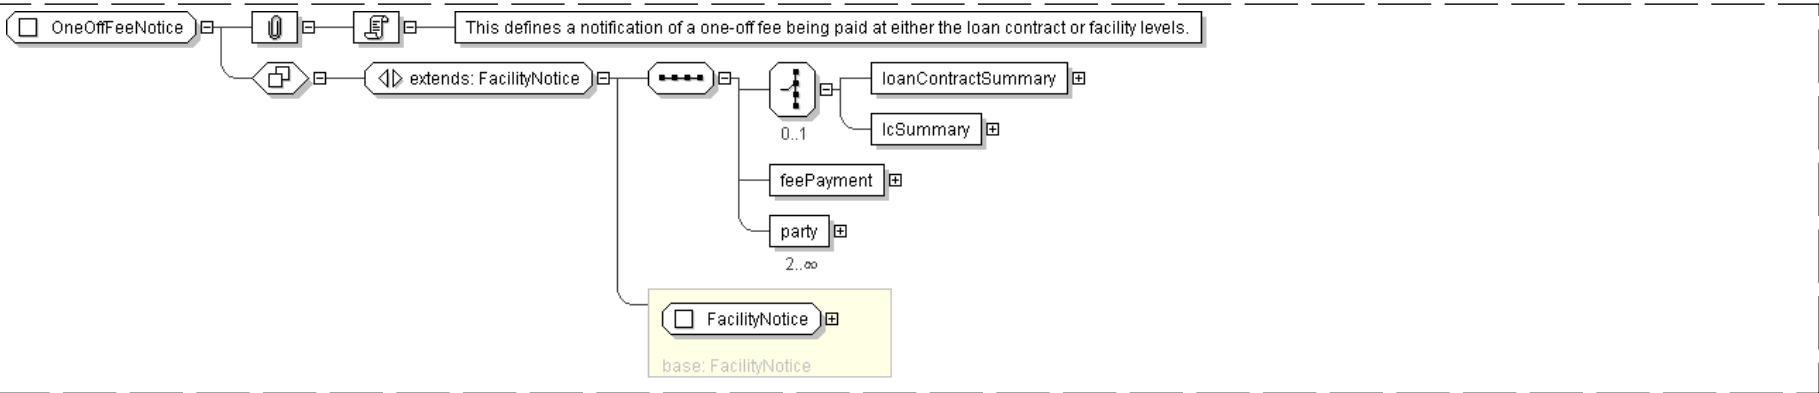 OneOffFeeNotice
This defines a notification of a one-off fee being paid at either the loan contract or facility levels.
extends: FacilityNotice
loanContractSummary
0..1
lcSummary
feePayment
party
2..∞
FacilityNotice
base: FacilityNotice